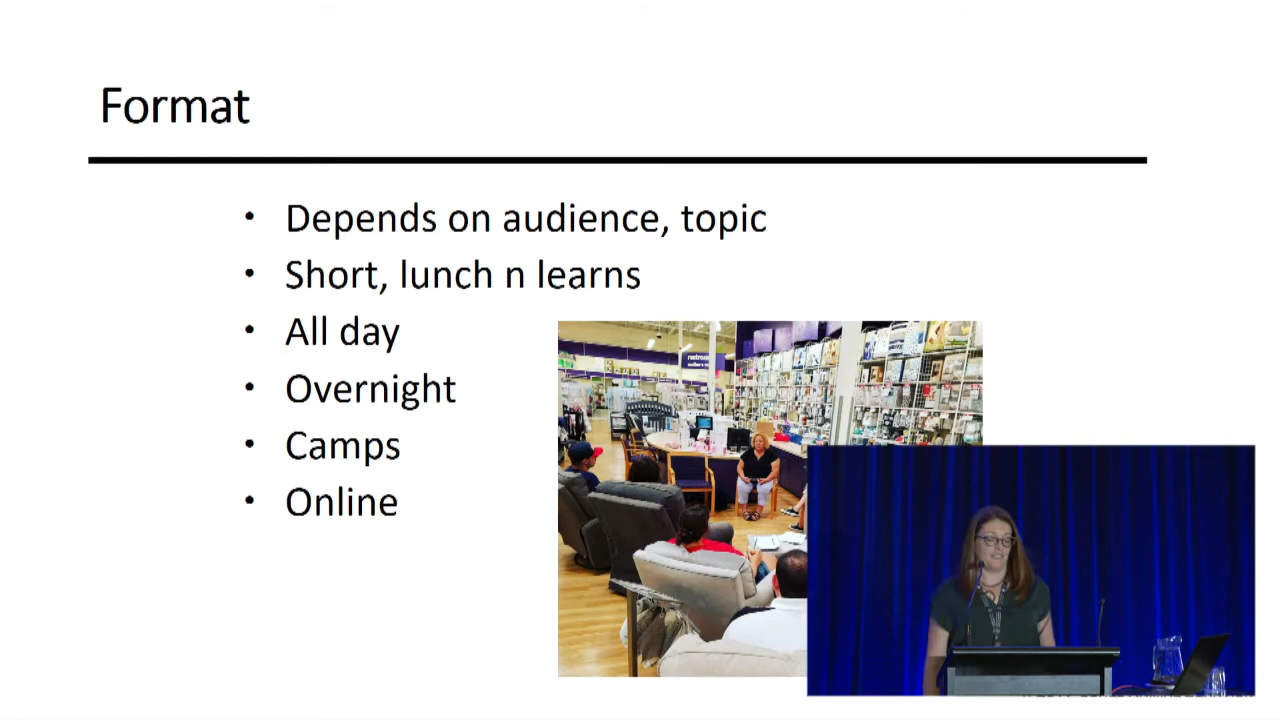 Format
• Depends on audience, topic
• Short, lunch n learns
• All day
• Overnight
• Camps
• Online